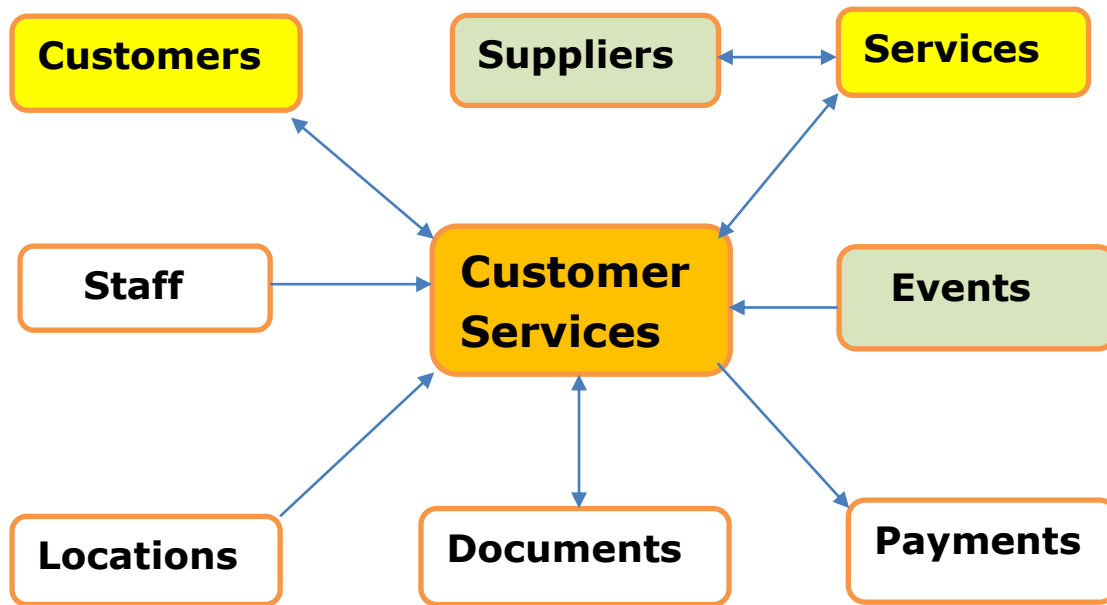 Customers
Suppliers
Services
Staff
Customer
Services
Events
Locations
Documents
Payments